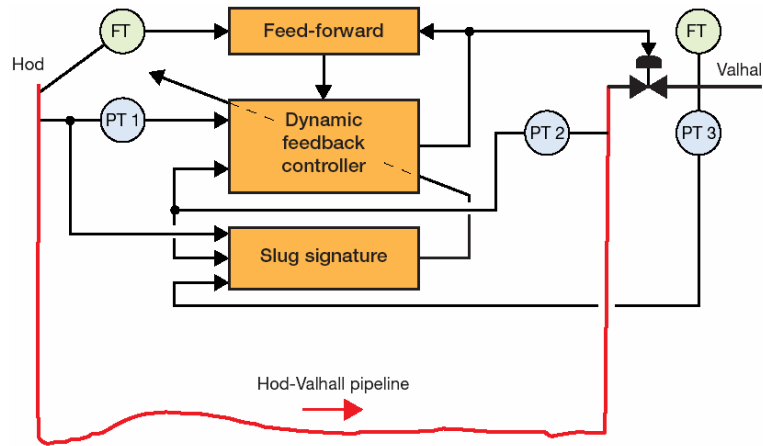 FT
Feed-forward
FT
Hod
Valhal
PT 1
Dynamic
feedback
controller
PT 2
PT 3
Slug signature
Hod-Valhall pipeline